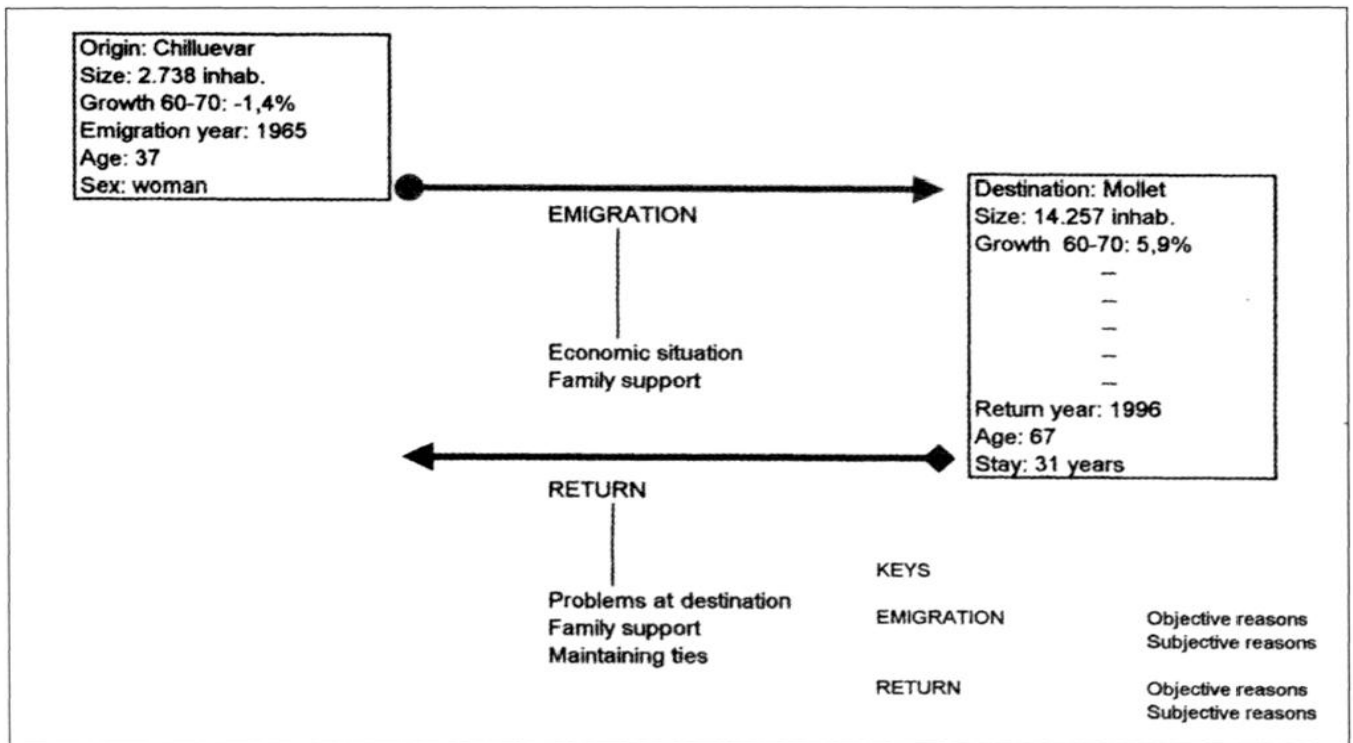 Origin: Chilluevar
Size: 2.738 inhab.
Growth 60-70: -1,4%
Emigration year: 1965
Age: 37
Sex: woman
EMIGRATION
Economic situation
Family support
Destination: Mollet
Size: 14.257 inhab.
Growth 60-70: 5,9%
–
–
–
–
–
Return year: 1996
Age: 67
Stay: 31 years
RETURN
Problems at destination
Family support
Maintaining ties
KEYS
EMIGRATION Objective reasons
Subjective reasons
RETURN Objective reasons
Subjective reasons